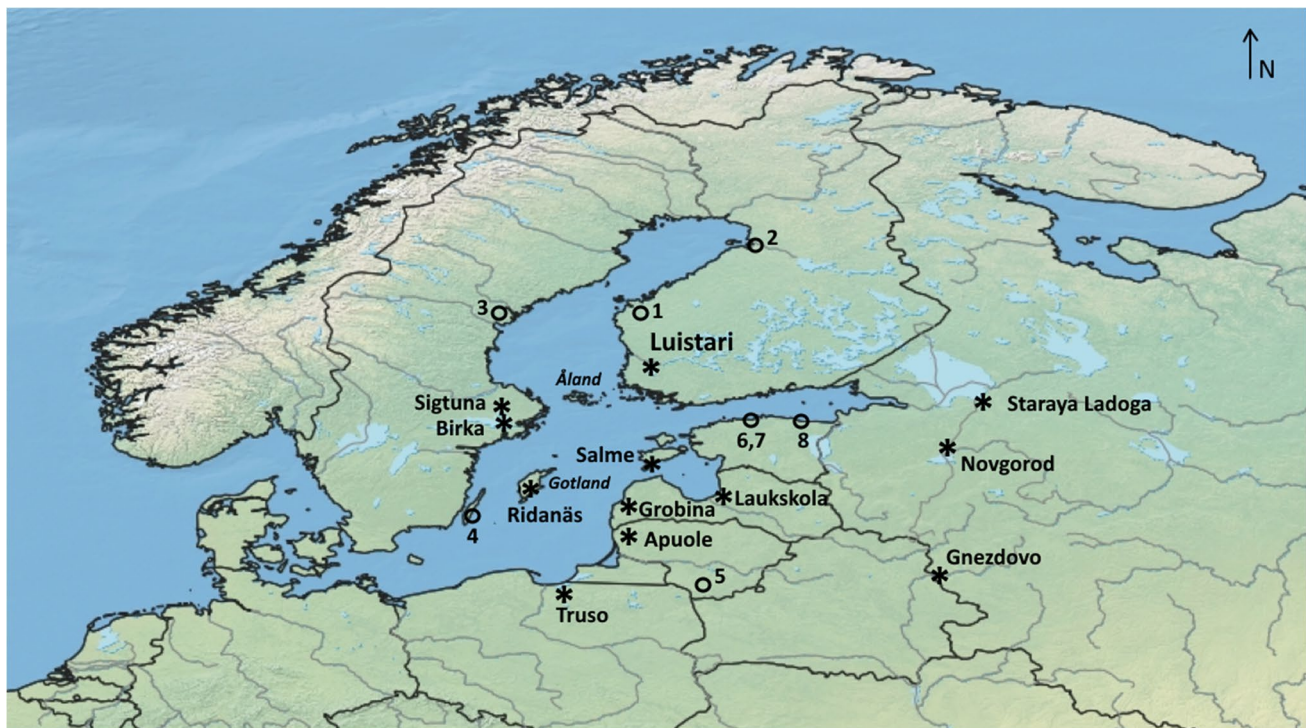 N
2
3
1
Luistari
Åland
Sigtuna
Birka
Staraya Ladoga
6,7
8
Salme
Novgorod
Gotland
Ridanäs
Grobina
Laukskola
4
Apuole
Gnezdovo
5
Truso